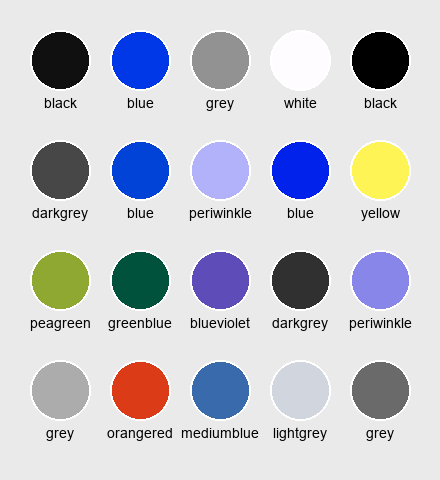 black blue grey white black
darkgrey blue periwinkle blue yellow
peagreen greenblue blueviolet darkgrey periwinkle
grey orangered mediumblue lightgrey grey